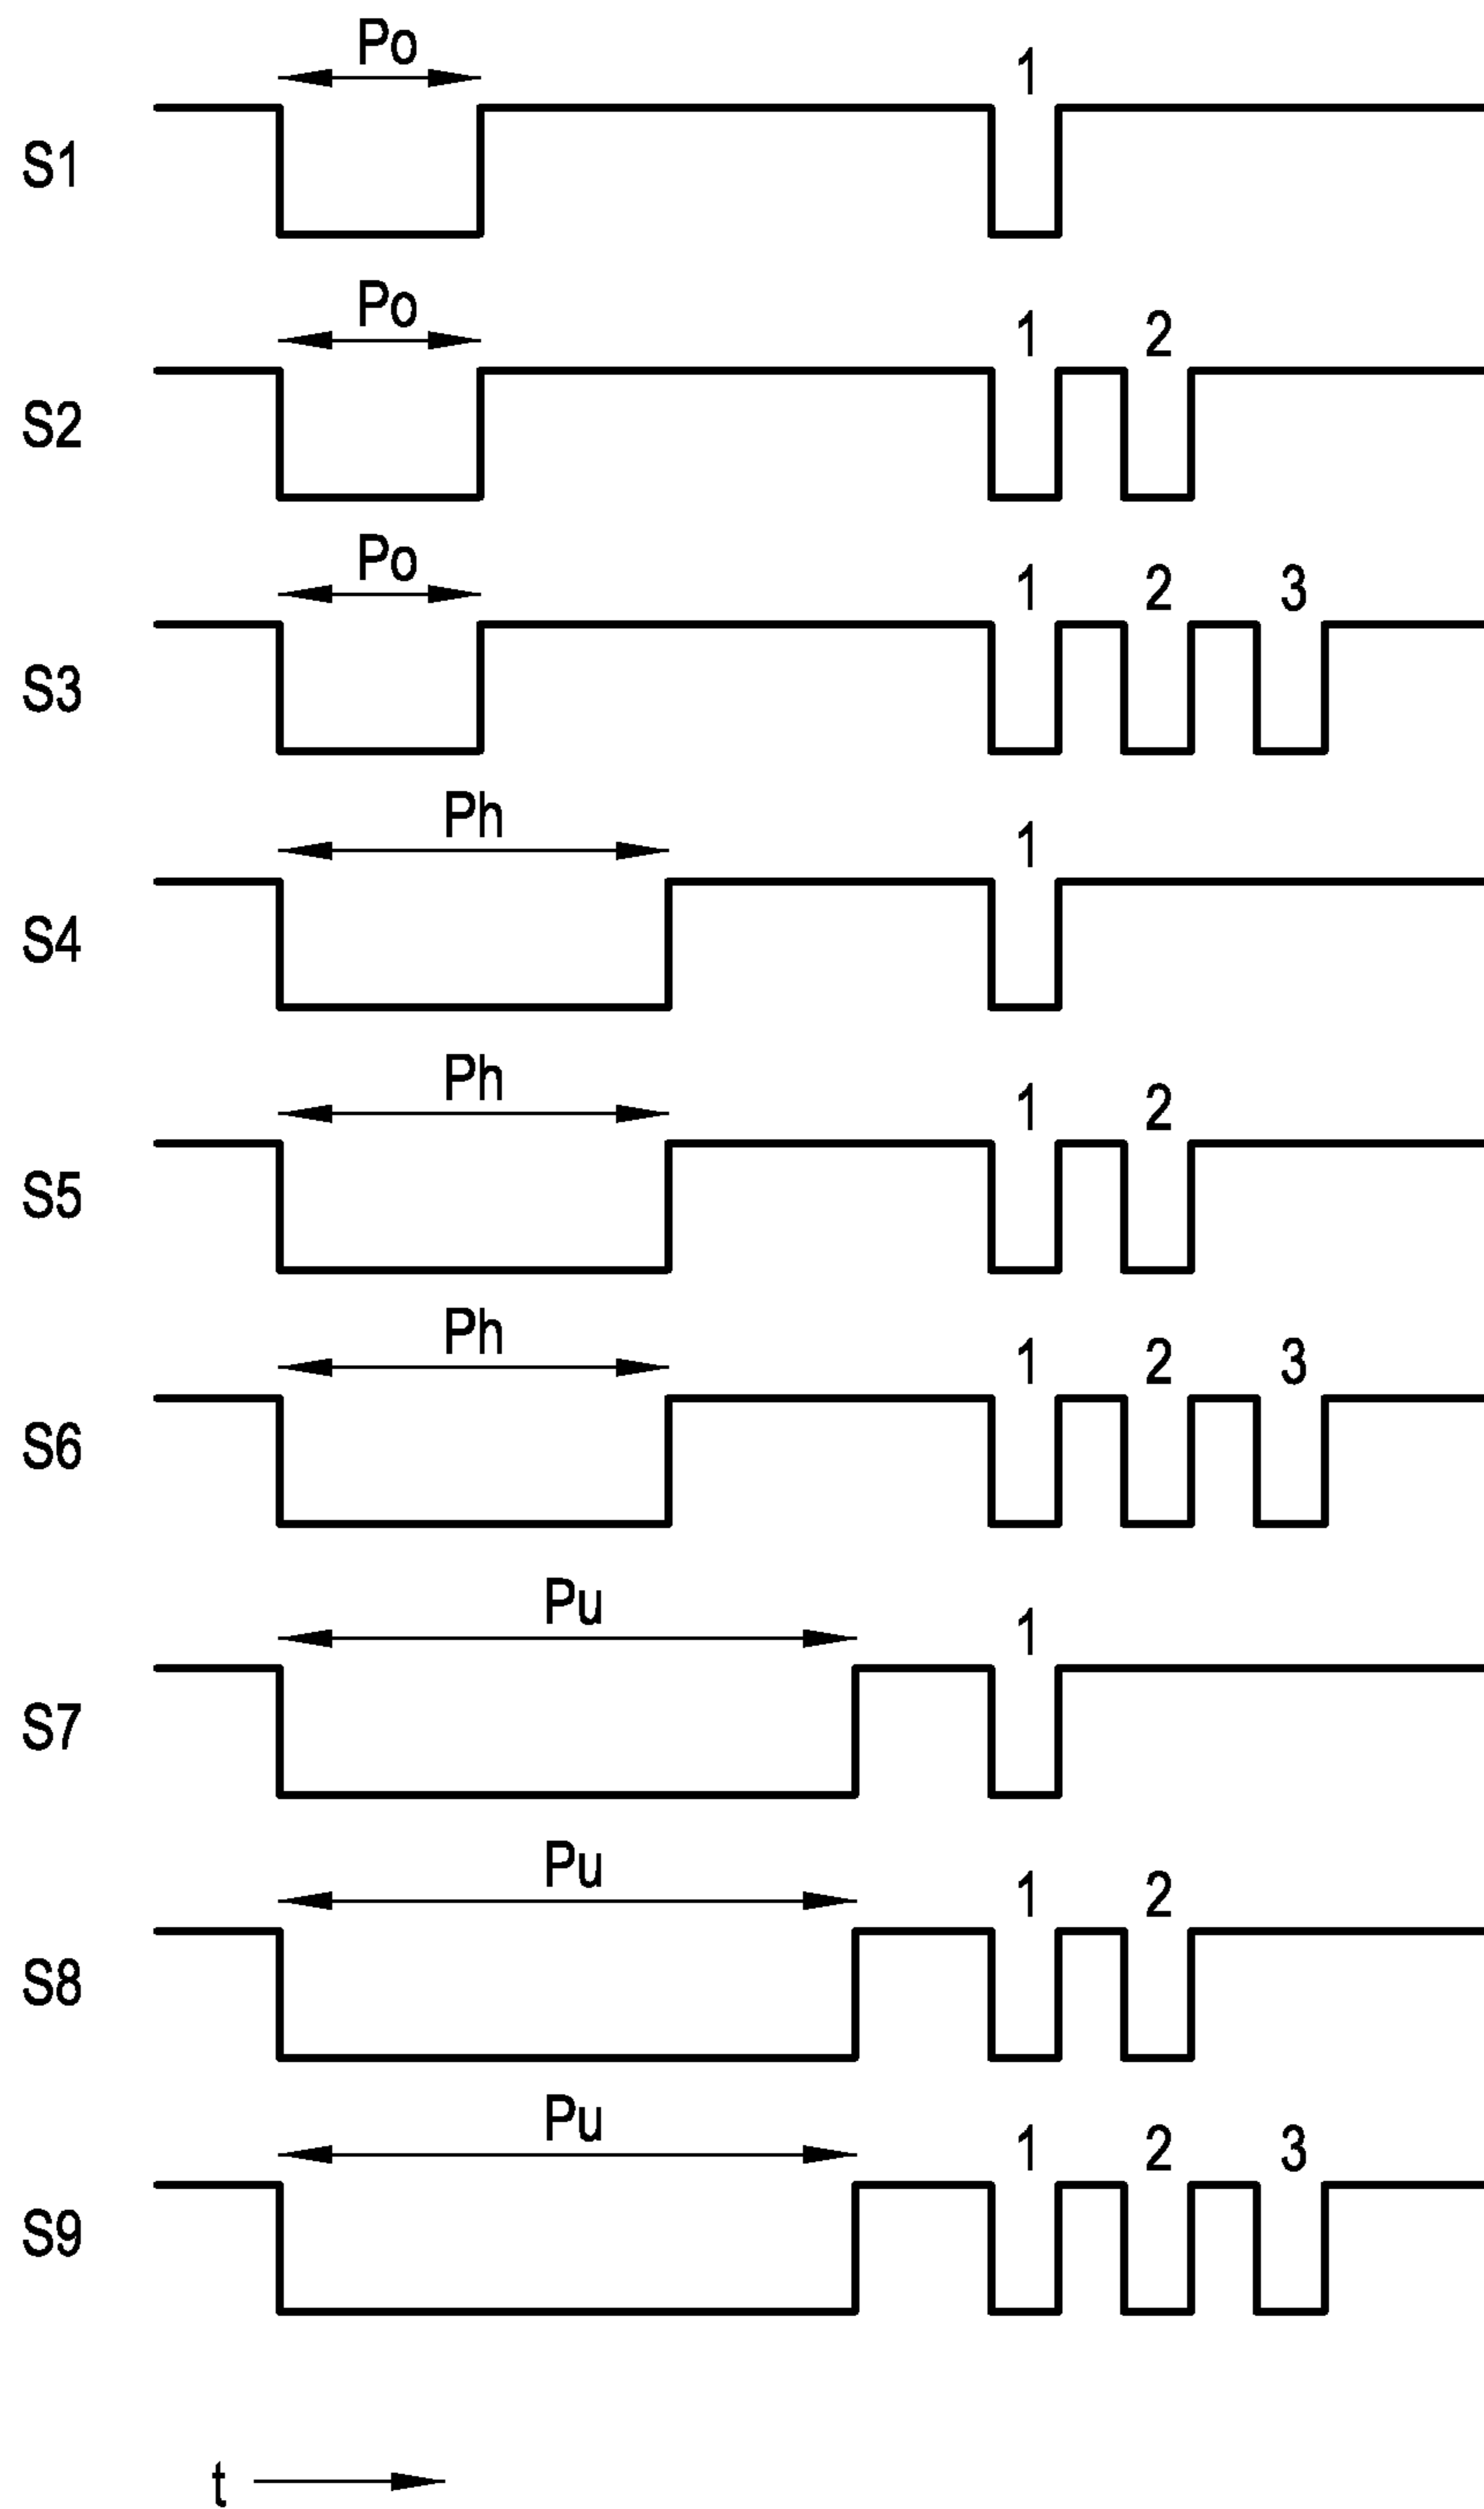 Po 1
S1
Po 1 2
S2
Po 1 2 3
S3
Ph 1
S4
Ph 1 2
S5
Ph 1 2 3
S6
Pu 1
S7
Pu 1 2
S8
Pu 1 2 3
S9
t